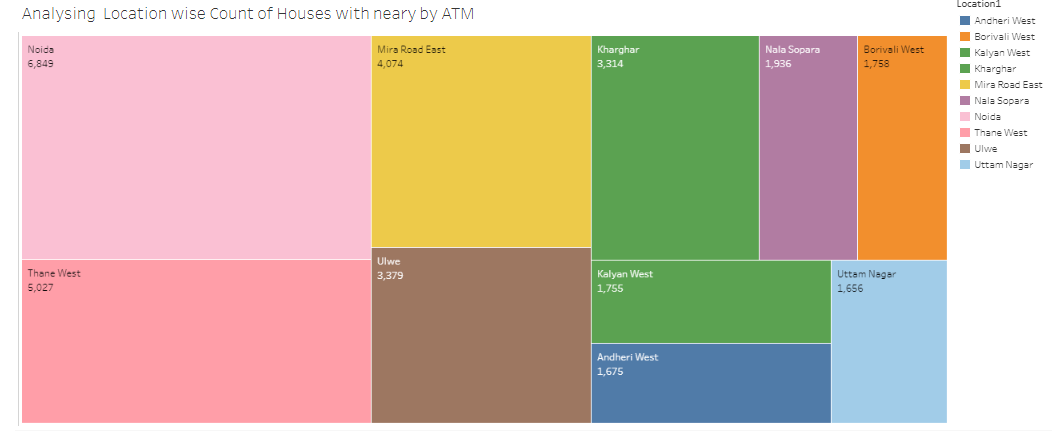 Analysing Location wise Count of Houses with neary by ATM
Noida
6,849
Mira Road East
4,074
Kharghar
3,314
Nala Sopara
1,936
Borivali West
1,758
Thane West
5,027
Ulwe
3,379
Kalyan West
1,755
Andheri West
1,675
Uttam Nagar
1,656
Location1
Andheri West
Borivali West
Kalyan West
Kharghar
Mira Road East
Nala Sopara
Noida
Thane West
Ulwe
Uttam Nagar